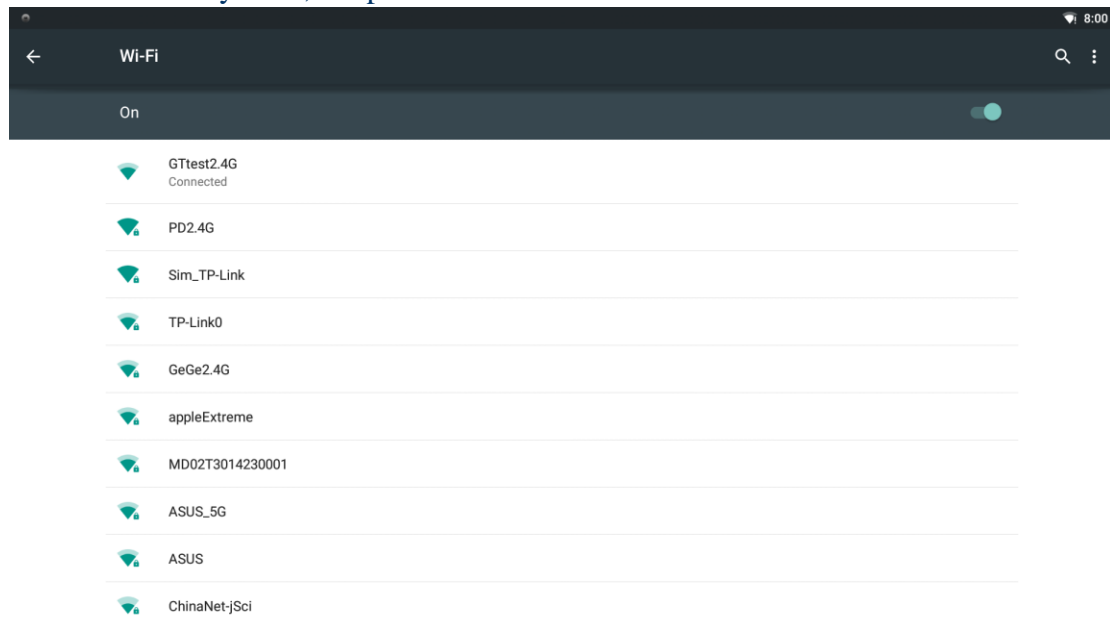 8:00
Wi-Fi
On
GTtest2.4G
Connected
PD2.4G
Sim_TP-Link
TP-Link0
GeGe2.4G
appleExtreme
MD02T3014230001
ASUS_5G
ASUS
ChinaNet-jSci